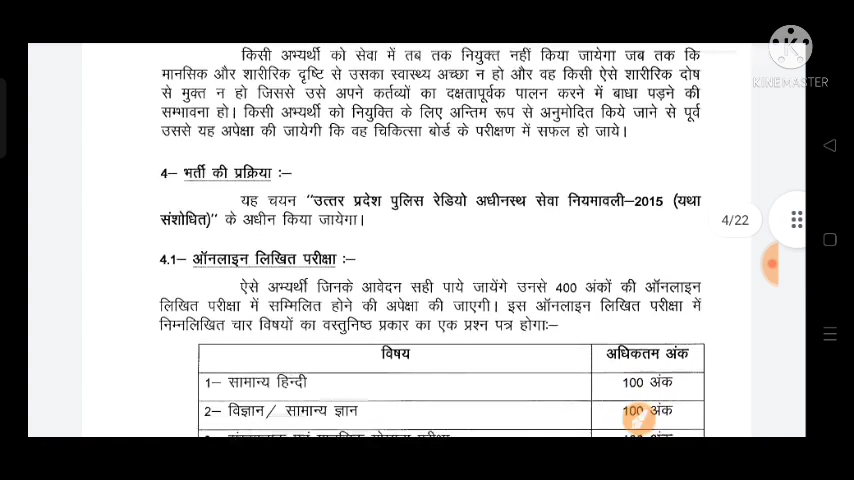 किसी अभ्यर्थी को सेवा में तब तक नियुक्त नहीं किया जायेगा जब तक कि
मानसिक और शारीरिक दृष्टि से उसका स्वास्थ्य अच्छा न हो और वह किसी ऐसे शारीरिक दोष
से मुक्त न हो जिससे उसे अपने कर्तव्यों का दक्षतापूर्वक पालन करने में बाधा पड़ने की
सम्भावना हो। किसी अभ्यर्थी को नियुक्ति के लिए अन्तिम रूप से अनुमोदित किये जाने से पूर्व
उससे यह अपेक्षा की जायेगी कि वह चिकित्सा बोर्ड के परीक्षण में सफल हो जाये।
KINEMASTER
4– भर्ती की प्रक्रिया :–
यह चयन "उत्तर प्रदेश पुलिस रेडियो अधीनस्थ सेवा नियमावली–2015 (यथा
संशोधित)" के अधीन किया जायेगा।
4/22
4.1– ऑनलाइन लिखित परीक्षा :–
ऐसे अभ्यर्थी जिनके आवेदन सही पाये जायेंगे उनसे 400 अंकों की ऑनलाइन
लिखित परीक्षा में सम्मिलित होने की अपेक्षा की जाएगी। इस ऑनलाइन लिखित परीक्षा में
निम्नलिखित चार विषयों का वस्तुनिष्ठ प्रकार का एक प्रश्न पत्र होगाः–
विषय अधिकतम अंक
1– सामान्य हिन्दी 100 अंक
2– विज्ञान/ सामान्य ज्ञान 100 अंक